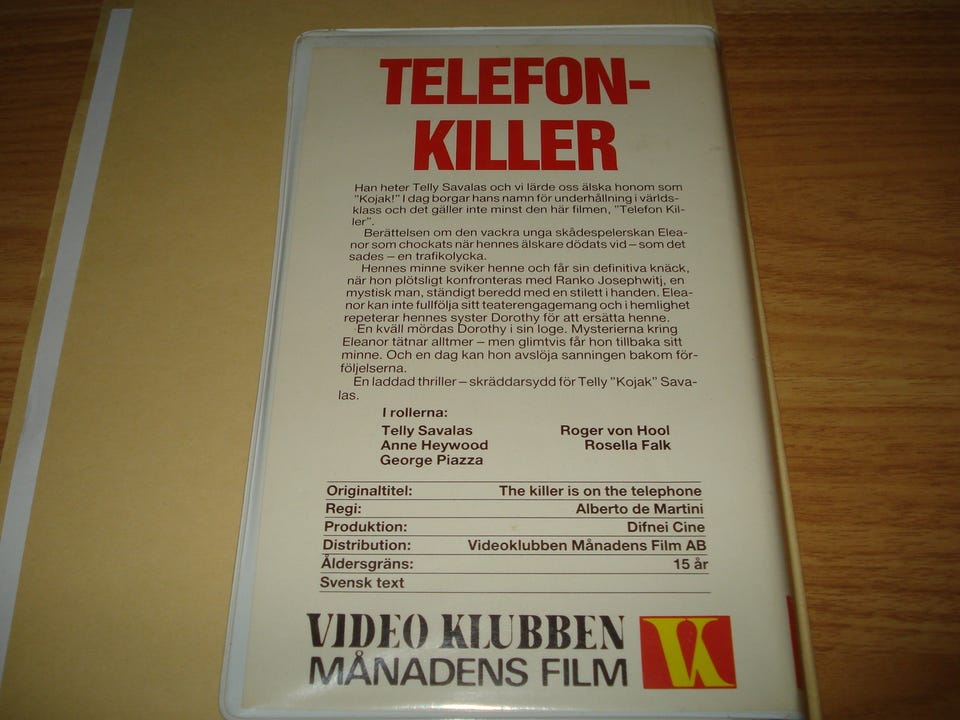 TELEFON-
KILLER
Han heter Telly Savalas och vi lärde oss älska honom som
"Kojak!" I dag borgar hans namn för underhållning i världs-
klass och det gäller inte minst den här filmen, "Telefon Kil-
ler".
Berättelsen om den vackra unga skådespelerskan Elea-
nor som chockats när hennes älskare dödats vid – som det
sades – en trafikolycka.
Hennes minne sviker henne och får sin definitiva knäck,
när hon plötsligt konfronteras med Ranko Josephwitj, en
mystisk man, ständigt beredd med en stilett i handen. Elea-
nor kan inte fullfölja sitt teaterengagemang och i hemlighet
repeterar hennes syster Dorothy för att ersätta henne.
En kväll mördas Dorothy i sin loge. Mysterierna kring
Eleanor tätnar alltmer – men glimtvis får hon tillbaka sitt
minne. Och en dag kan hon avslöja sanningen bakom för-
följelserna.
En laddad thriller – skräddarsydd för Telly "Kojak" Sava-
las.
I rollerna:
Telly Savalas Roger von Hool
Anne Heywood Rosella Falk
George Piazza
Originaltitel: The killer is on the telephone
Regi: Alberto de Martini
Produktion: Difnei Cine
Distribution: Videoklubben Månadens Film AB
Åldersgräns: 15 år
Svensk text
VIDEO KLUBBEN
MÅNADENS FILM
VK